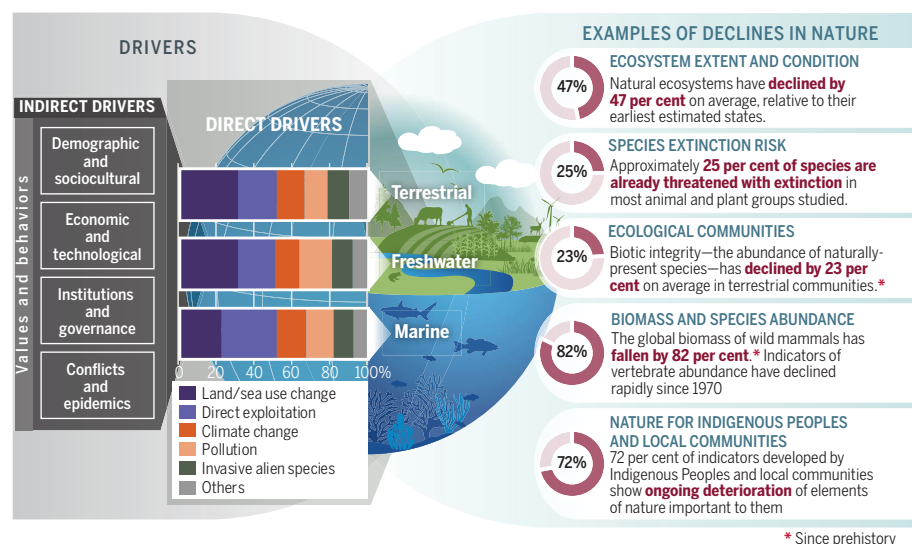 DRIVERS
INDIRECT DRIVERS
Values and behaviors
Demographic
and
sociocultural
Economic
and
technological
Institutions
and
governance
Conflicts
and
epidemics
DIRECT DRIVERS
Terrestrial
Freshwater
Marine
0 20 40 60 80 100%
Land/sea use change
Direct exploitation
Climate change
Pollution
Invasive alien species
Others
EXAMPLES OF DECLINES IN NATURE
47%
ECOSYSTEM EXTENT AND CONDITION
Natural ecosystems have declined by
47 per cent on average, relative to their
earliest estimated states.
25%
SPECIES EXTINCTION RISK
Approximately 25 per cent of species are
already threatened with extinction in
most animal and plant groups studied.
23%
ECOLOGICAL COMMUNITIES
Biotic integrity—the abundance of naturally-
present species—has declined by 23 per
cent on average in terrestrial communities.*
82%
BIOMASS AND SPECIES ABUNDANCE
The global biomass of wild mammals has
fallen by 82 per cent.* Indicators of
vertebrate abundance have declined
rapidly since 1970
72%
NATURE FOR INDIGENOUS PEOPLES
AND LOCAL COMMUNITIES
72 per cent of indicators developed by
Indigenous Peoples and local communities
show ongoing deterioration of elements
of nature important to them
* Since prehistory